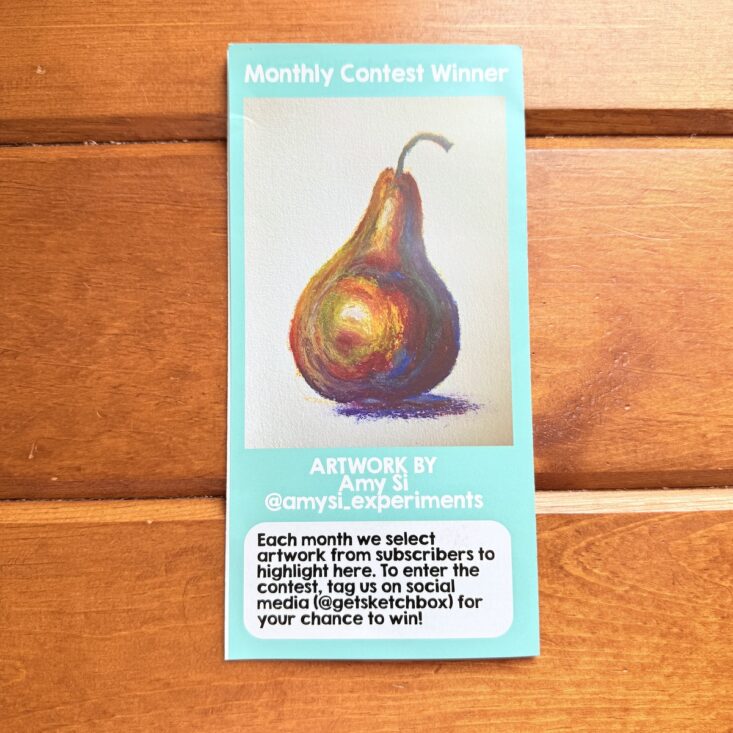 Monthly Contest Winner
ARTWORK BY
Amy Si
@amysi_experiments
Each month we select
artwork from subscribers to
highlight here. To enter the
contest, tag us on social
media (@getsketchbox) for
your chance to win!